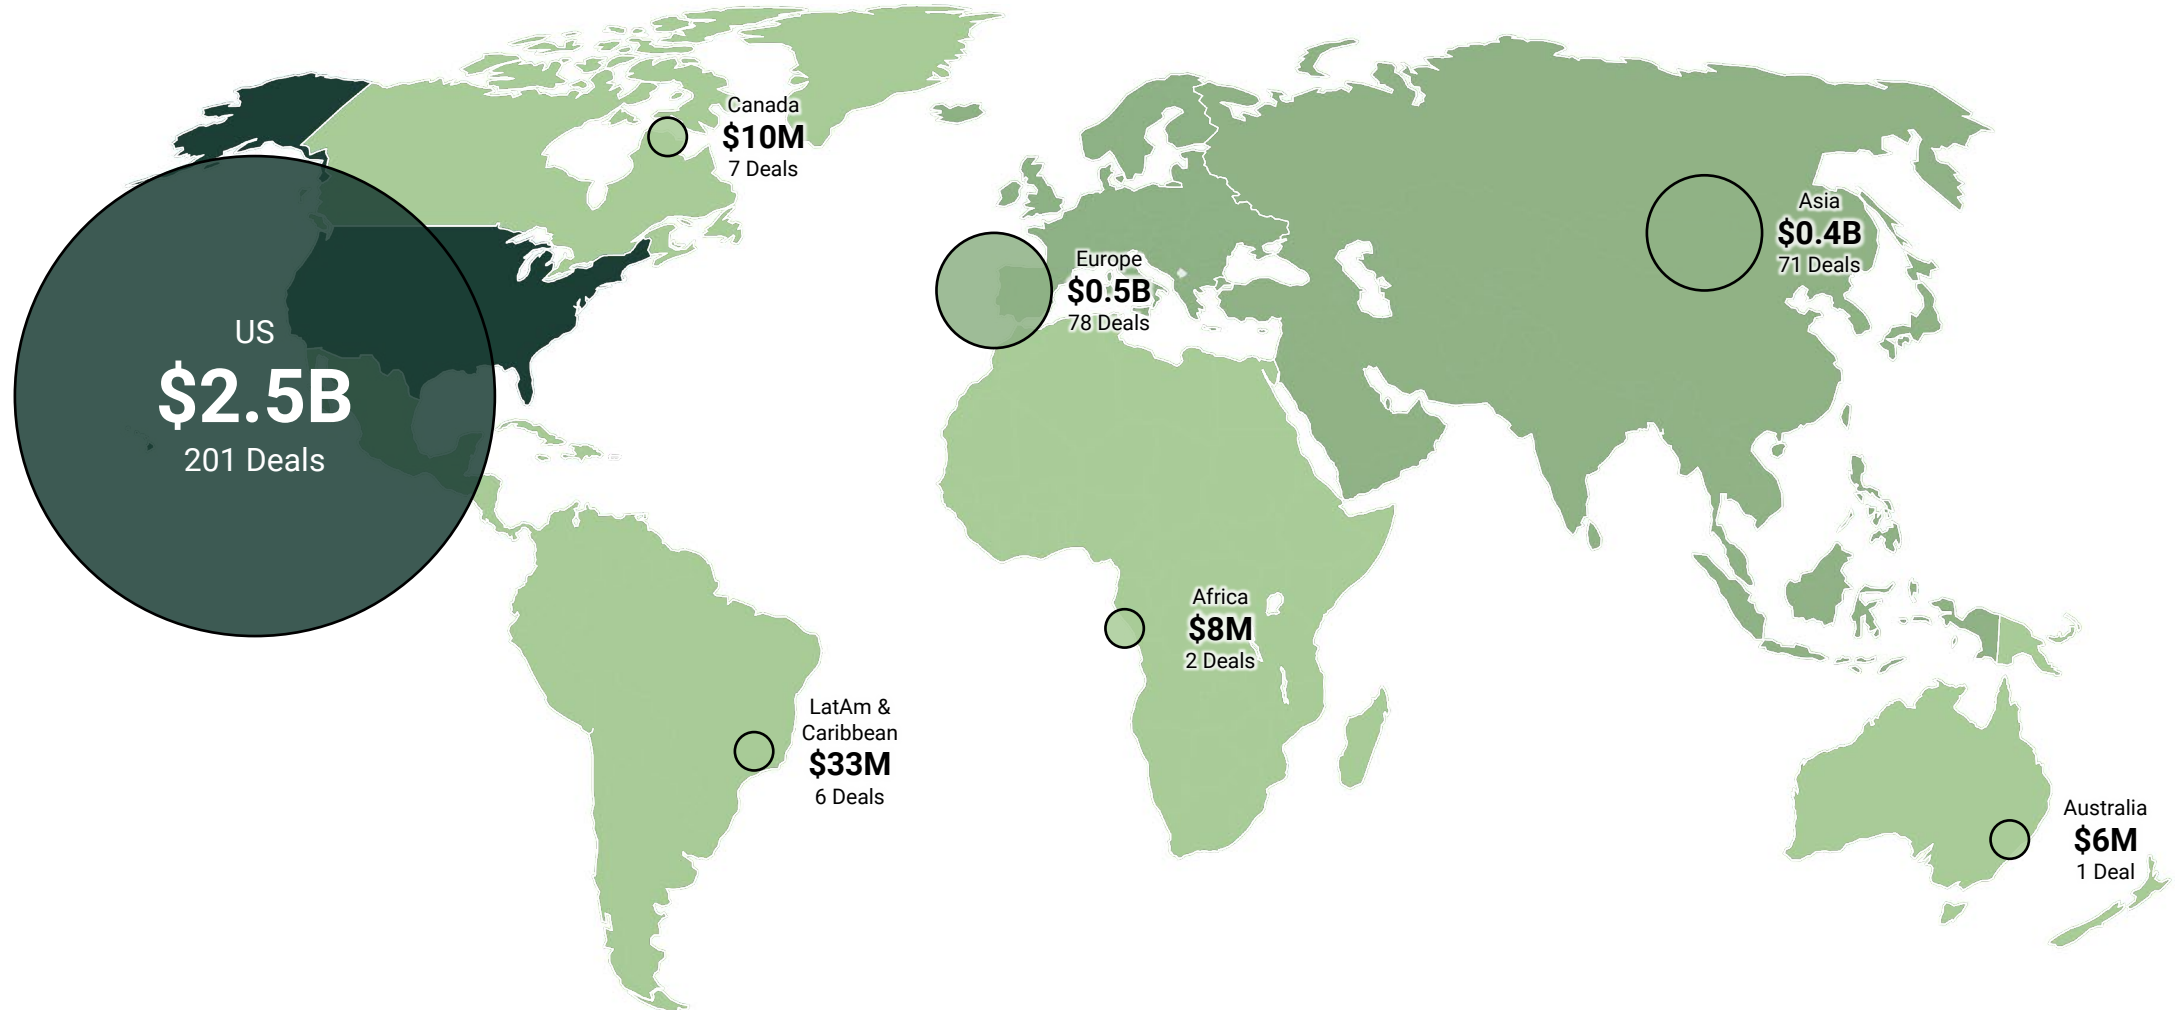 Canada
$10M
7 Deals
Asia
$0.4B
71 Deals
Europe
$0.5B
78 Deals
US
$2.5B
201 Deals
Africa
$8M
2 Deals
LatAm &
Caribbean
$33M
6 Deals
Australia
$6M
1 Deal